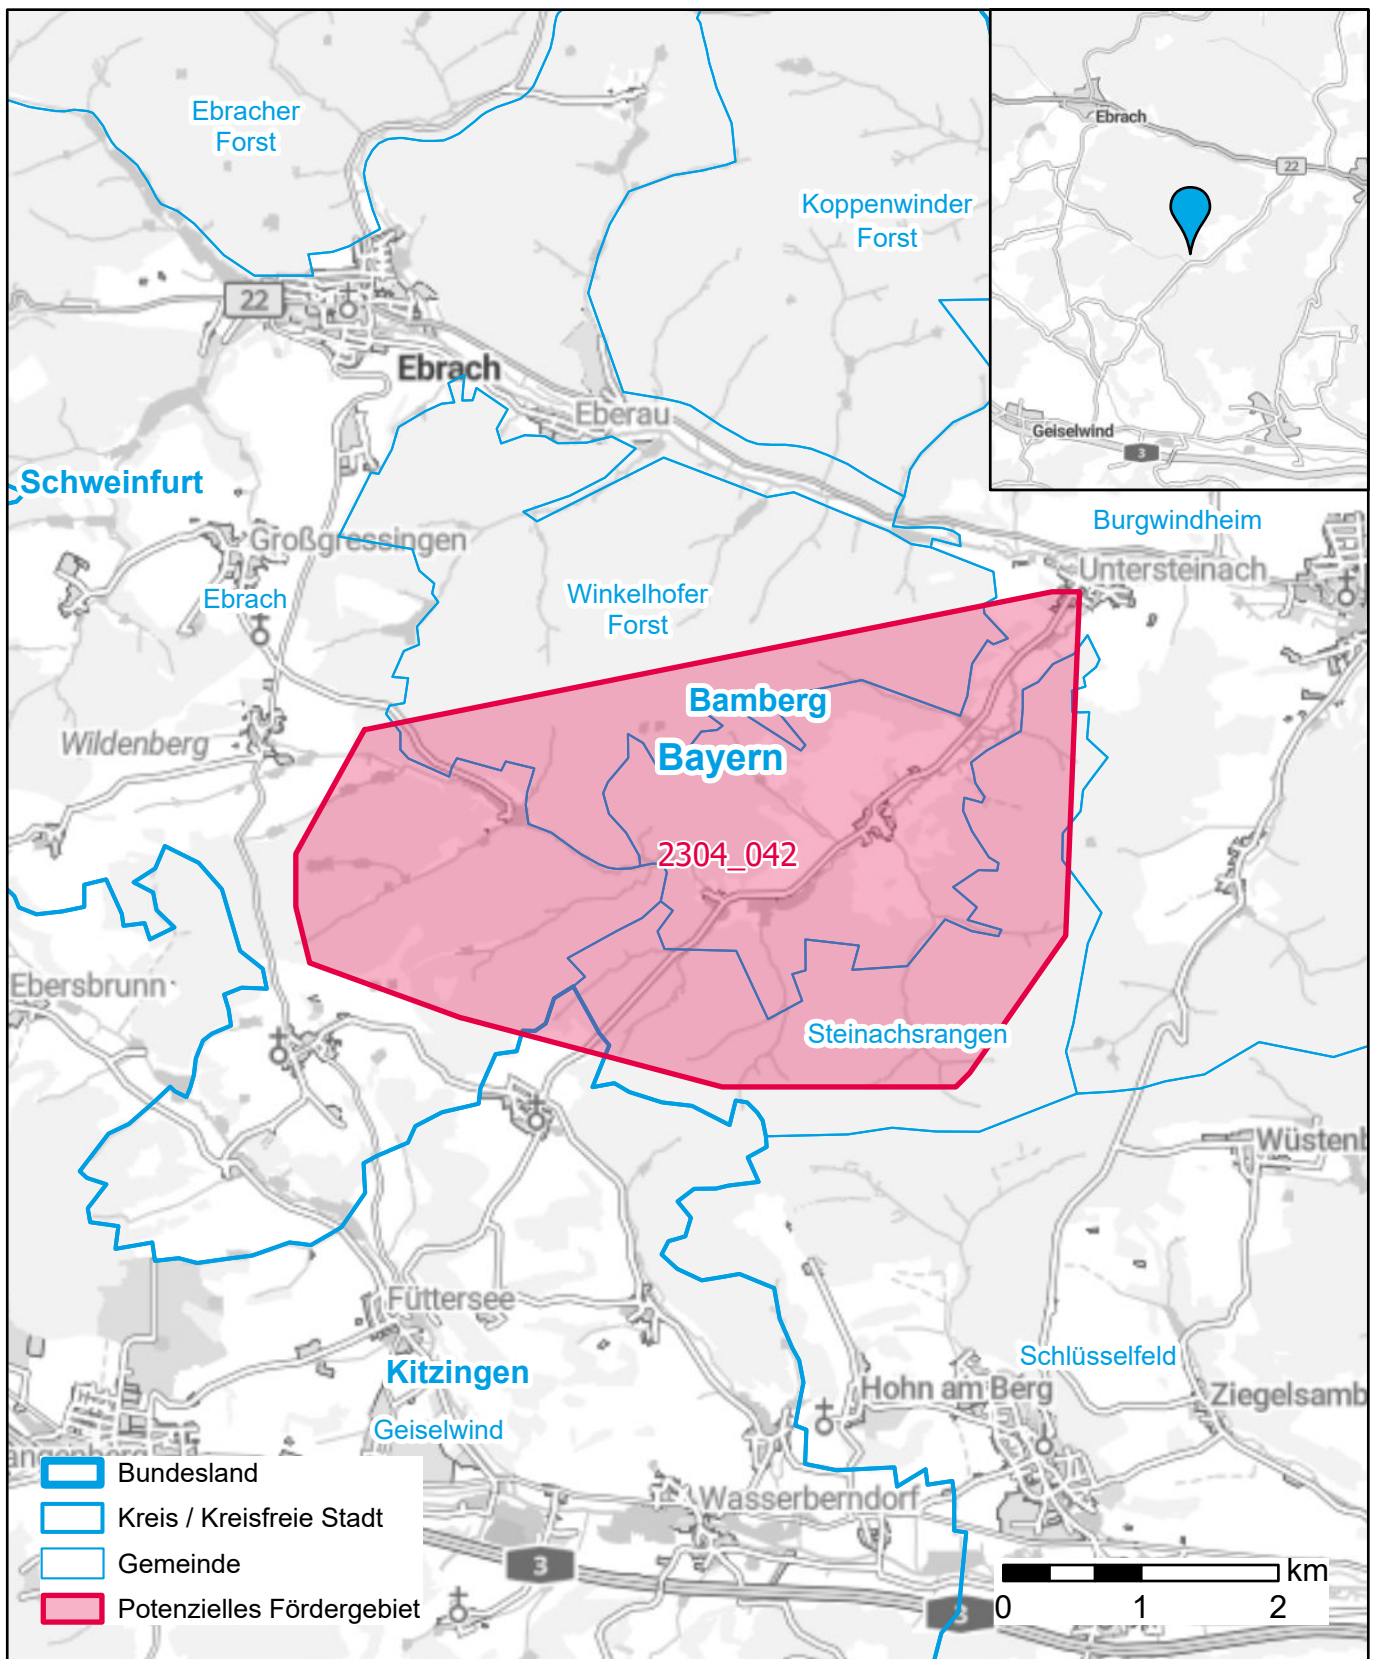 Ebracher
Forst
Koppenwinder
Forst
Ebrach
22
Geiselwind
3
22
Ebrach
Eberau
Schweinfurt
Großgressingen
Ebrach
Burgwindheim
Untersteinach
Winkelhofer
Forst
Wildenberg
Bamberg
Bayern
2304_042
Ebersbrunn
Steinachsrangen
Wüstenb
Füttersee
Kitzingen
Geiselwind
Schlüsselfeld
Hohn am Berg
Ziegelsamb
angenberg
Wasserberndorf
3
3
Bundesland
Kreis / Kreisfreie Stadt
Gemeinde
Potenzielles Fördergebiet
km
0 1 2